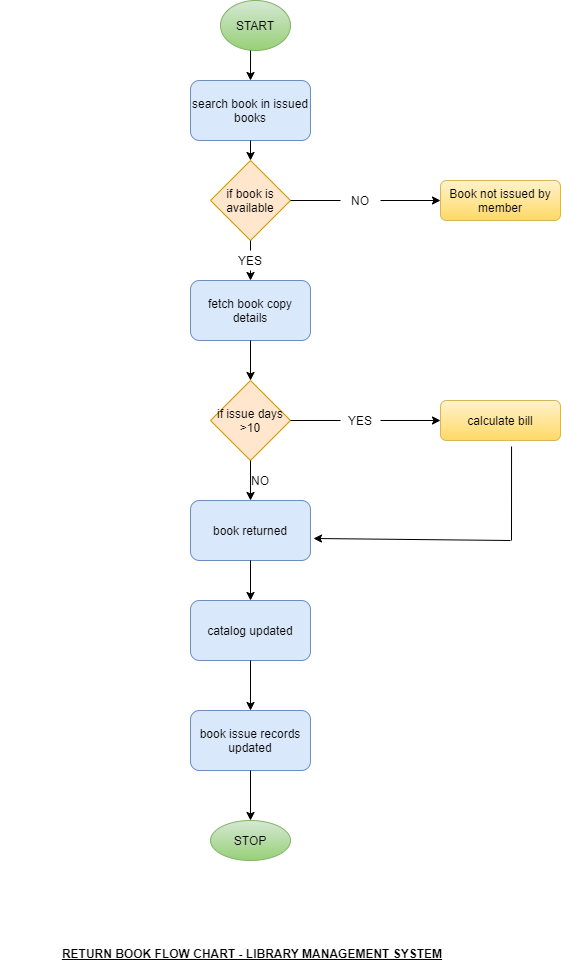 START
search book in issued
books
if book is
available
NO
Book not issued by
member
YES
fetch book copy
details
if issue days
>10
YES
calculate bill
NO
book returned
catalog updated
book issue records
updated
STOP
RETURN BOOK FLOW CHART - LIBRARY MANAGEMENT SYSTEM